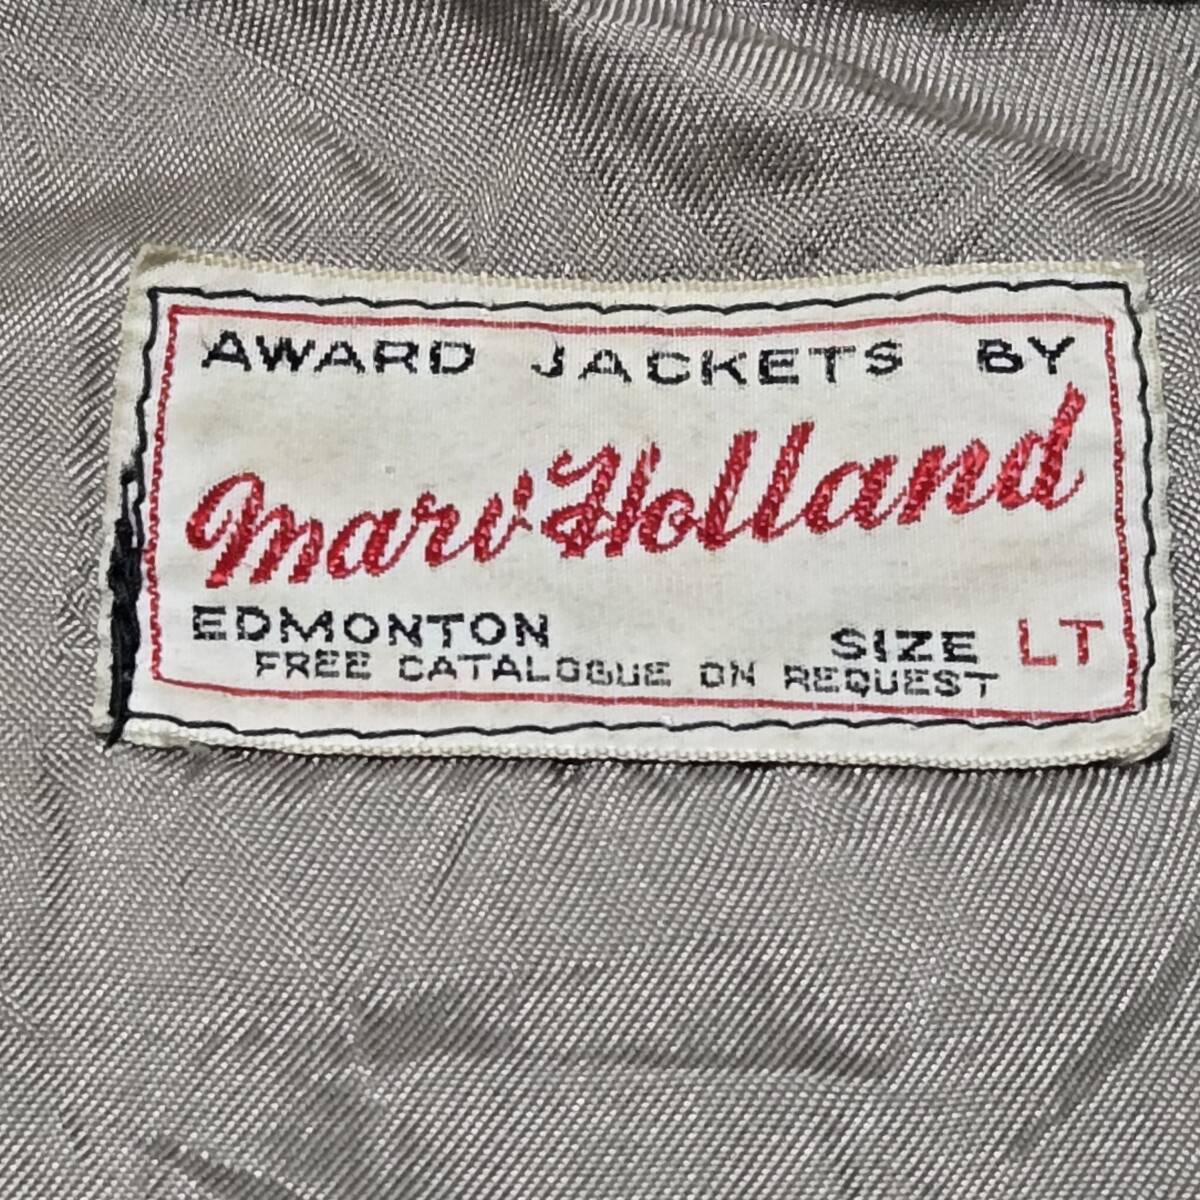 AWARD JACKETS BY
Marv Holland
EDMONTON SIZE LT
FREE CATALOGUE ON REQUEST